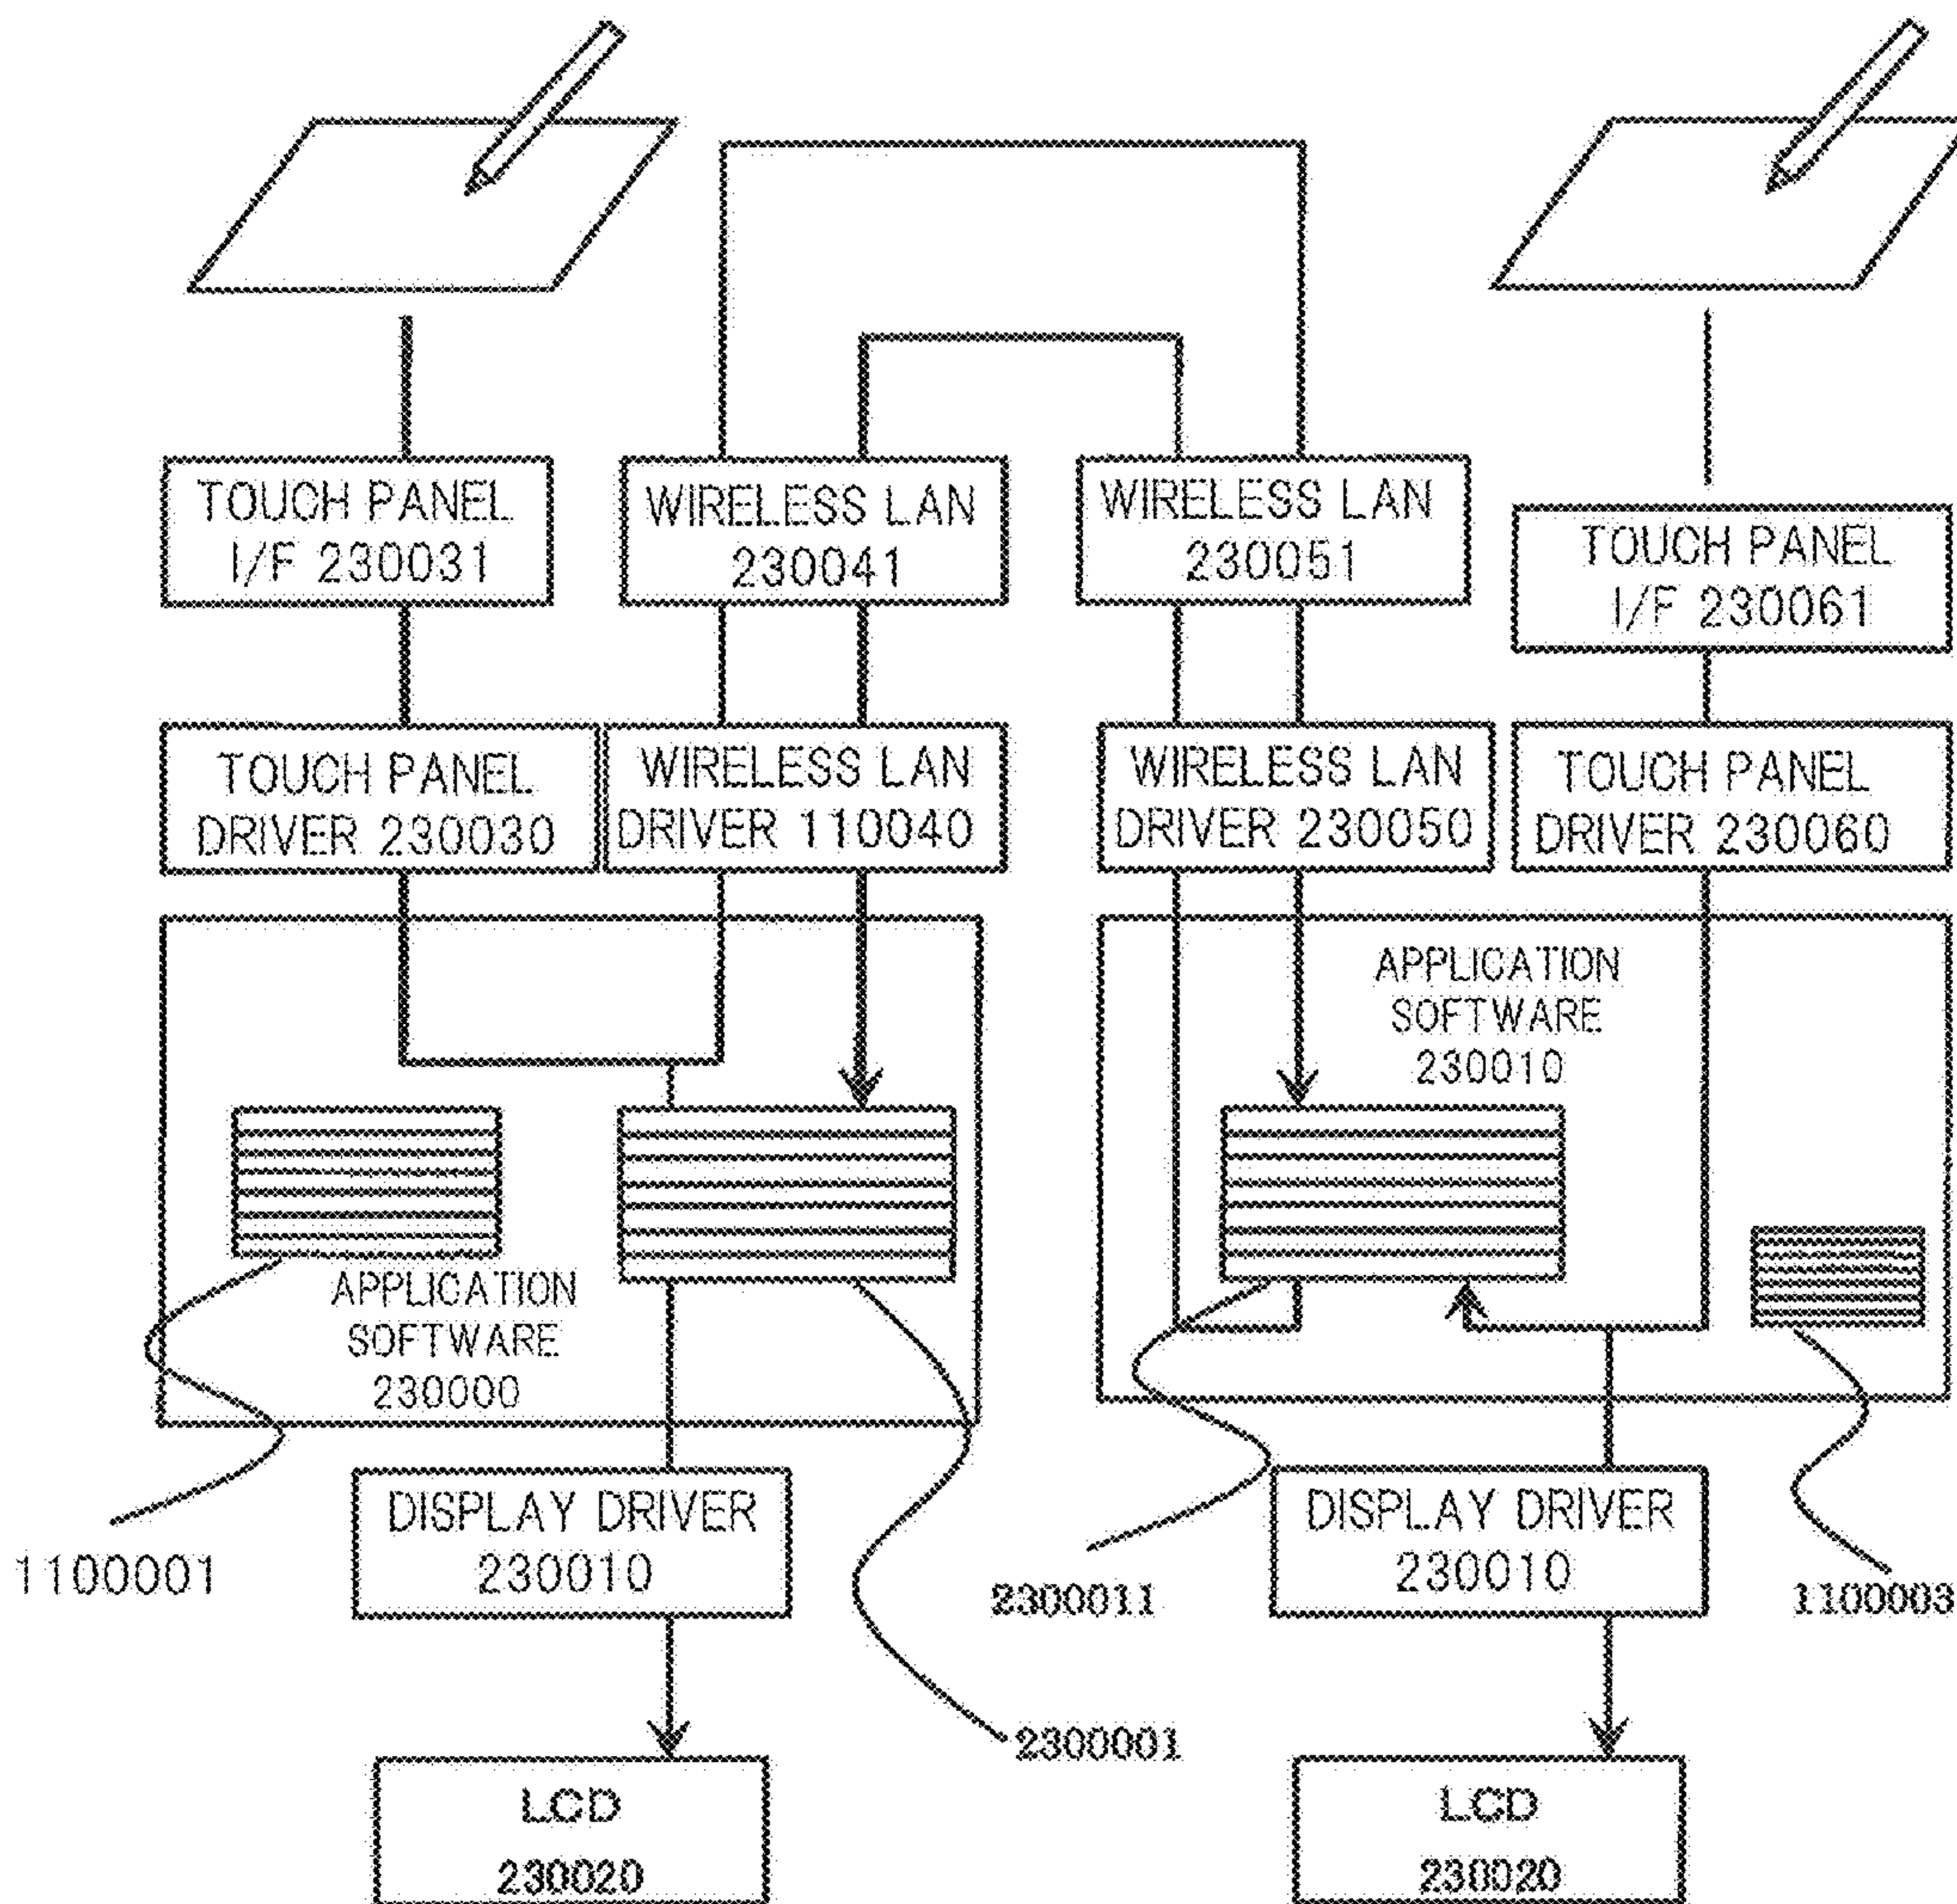 TOUCH PANEL
I/F 230031
WIRELESS LAN
230041
WIRELESS LAN
230051
TOUCH PANEL
I/F 230061
TOUCH PANEL
DRIVER 230030
WIRELESS LAN
DRIVER 110040
WIRELESS LAN
DRIVER 230050
TOUCH PANEL
DRIVER 230060
APPLICATION
SOFTWARE
230010
APPLICATION
SOFTWARE
230000
DISPLAY DRIVER
230010
DISPLAY DRIVER
230010
1100001
2300011
1100003
2300001
LCD
230020
LCD
230020